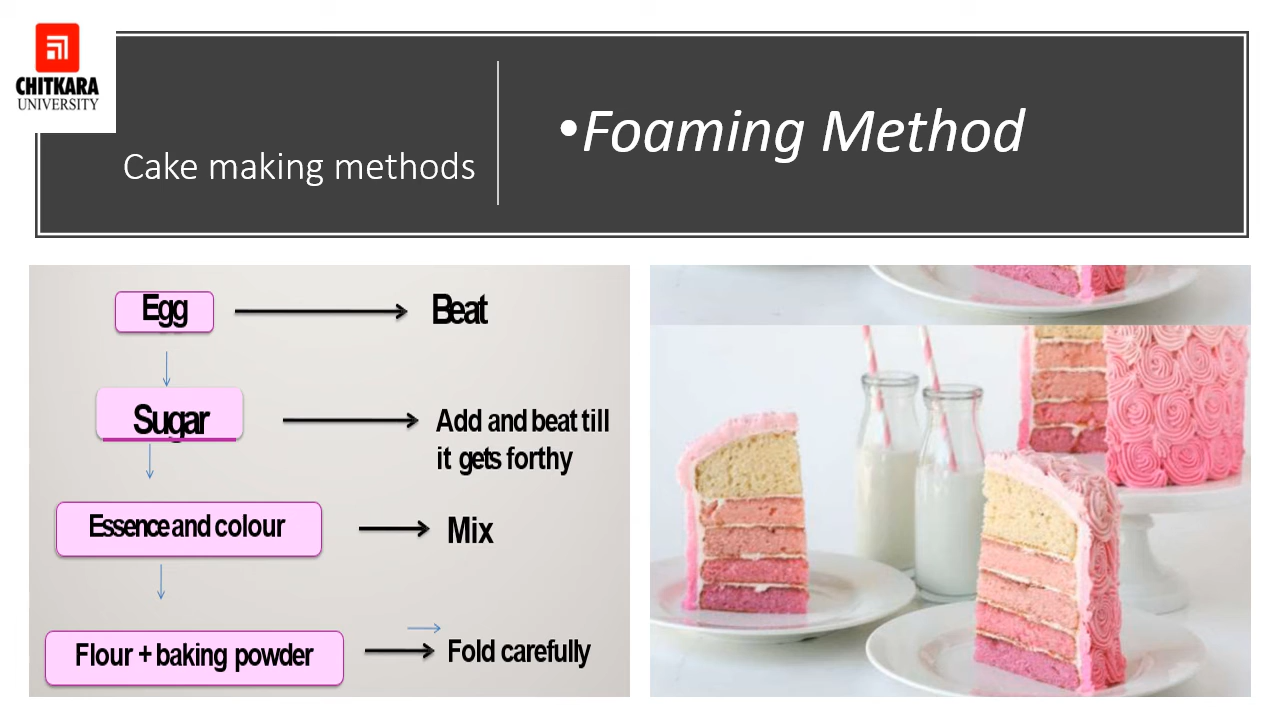 CHITKARA
UNIVERSITY
Cake making methods
•Foaming Method
Egg
Beat
Sugar
Add and beat till
it gets forthy
Essence and colour
Mix
Flour + baking powder
Fold carefully